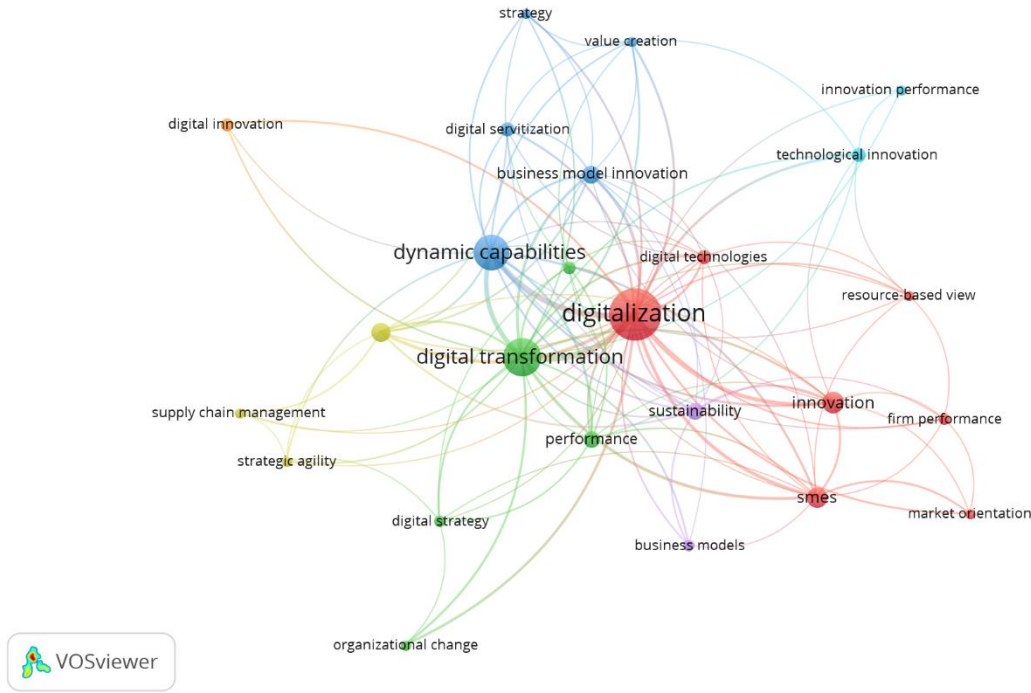 strategy
value creation
innovation performance
digital innovation
digital servitization
technological innovation
business model innovation
dynamic capabilities
digital technologies
resource-based view
digitalization
digital transformation
supply chain management
sustainability
innovation
firm performance
performance
strategic agility
smes
market orientation
digital strategy
business models
organizational change
VOSviewer